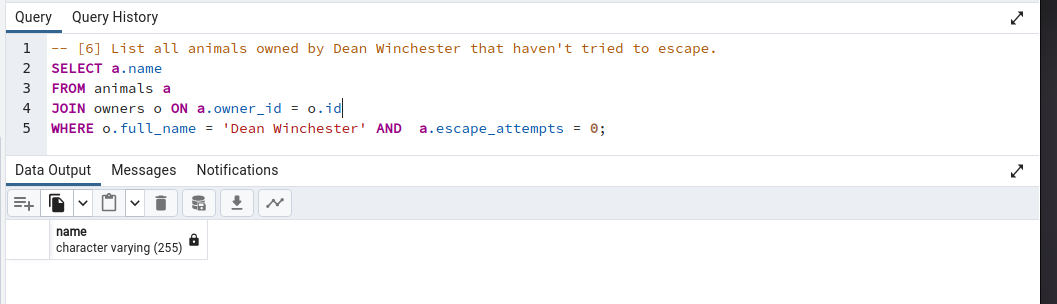 Query Query History
1 -- [6] List all animals owned by Dean Winchester that haven't tried to escape.
2 SELECT a.name
3 FROM animals a
4 JOIN owners o ON a.owner_id = o.id
5 WHERE o.full_name = 'Dean Winchester' AND  a.escape_attempts = 0;
Data Output Messages Notifications
name
character varying (255)